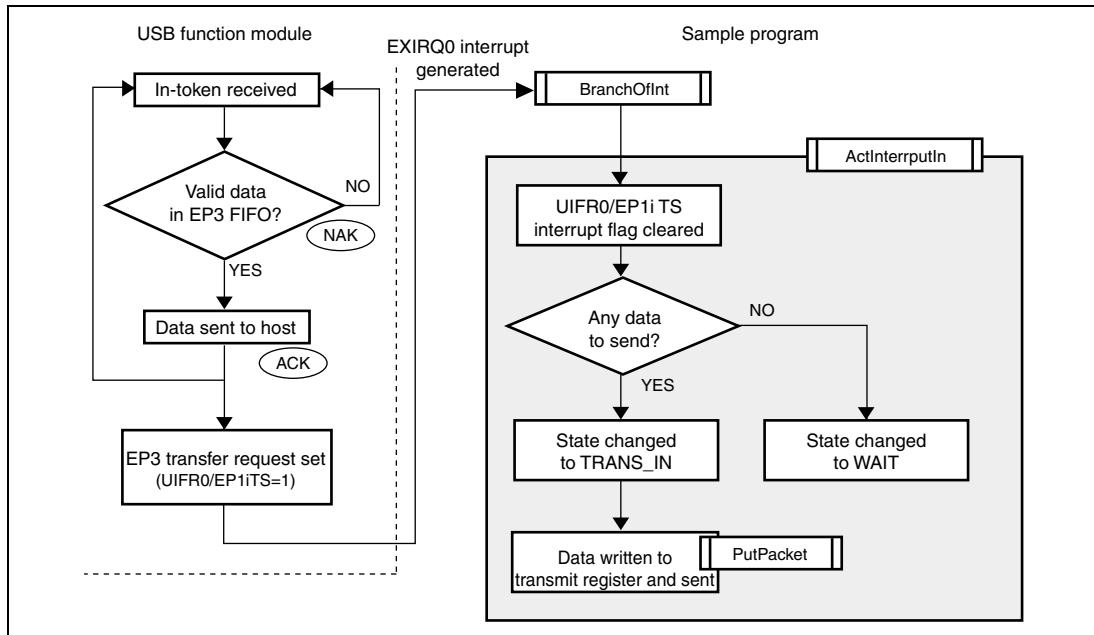 USB function module
In-token received
Valid data
in EP3 FIFO?
NO
NAK
YES
Data sent to host
ACK
EP3 transfer request set
(UIFR0/EP1iTS=1)
EXIRQ0 interrupt
generated
Sample program
BranchOfInt
ActInterrputIn
UIFR0/EP1i TS
interrupt flag cleared
Any data
to send?
NO
YES
State changed
to TRANS_IN
State changed
to WAIT
Data written to
transmit register and sent
PutPacket